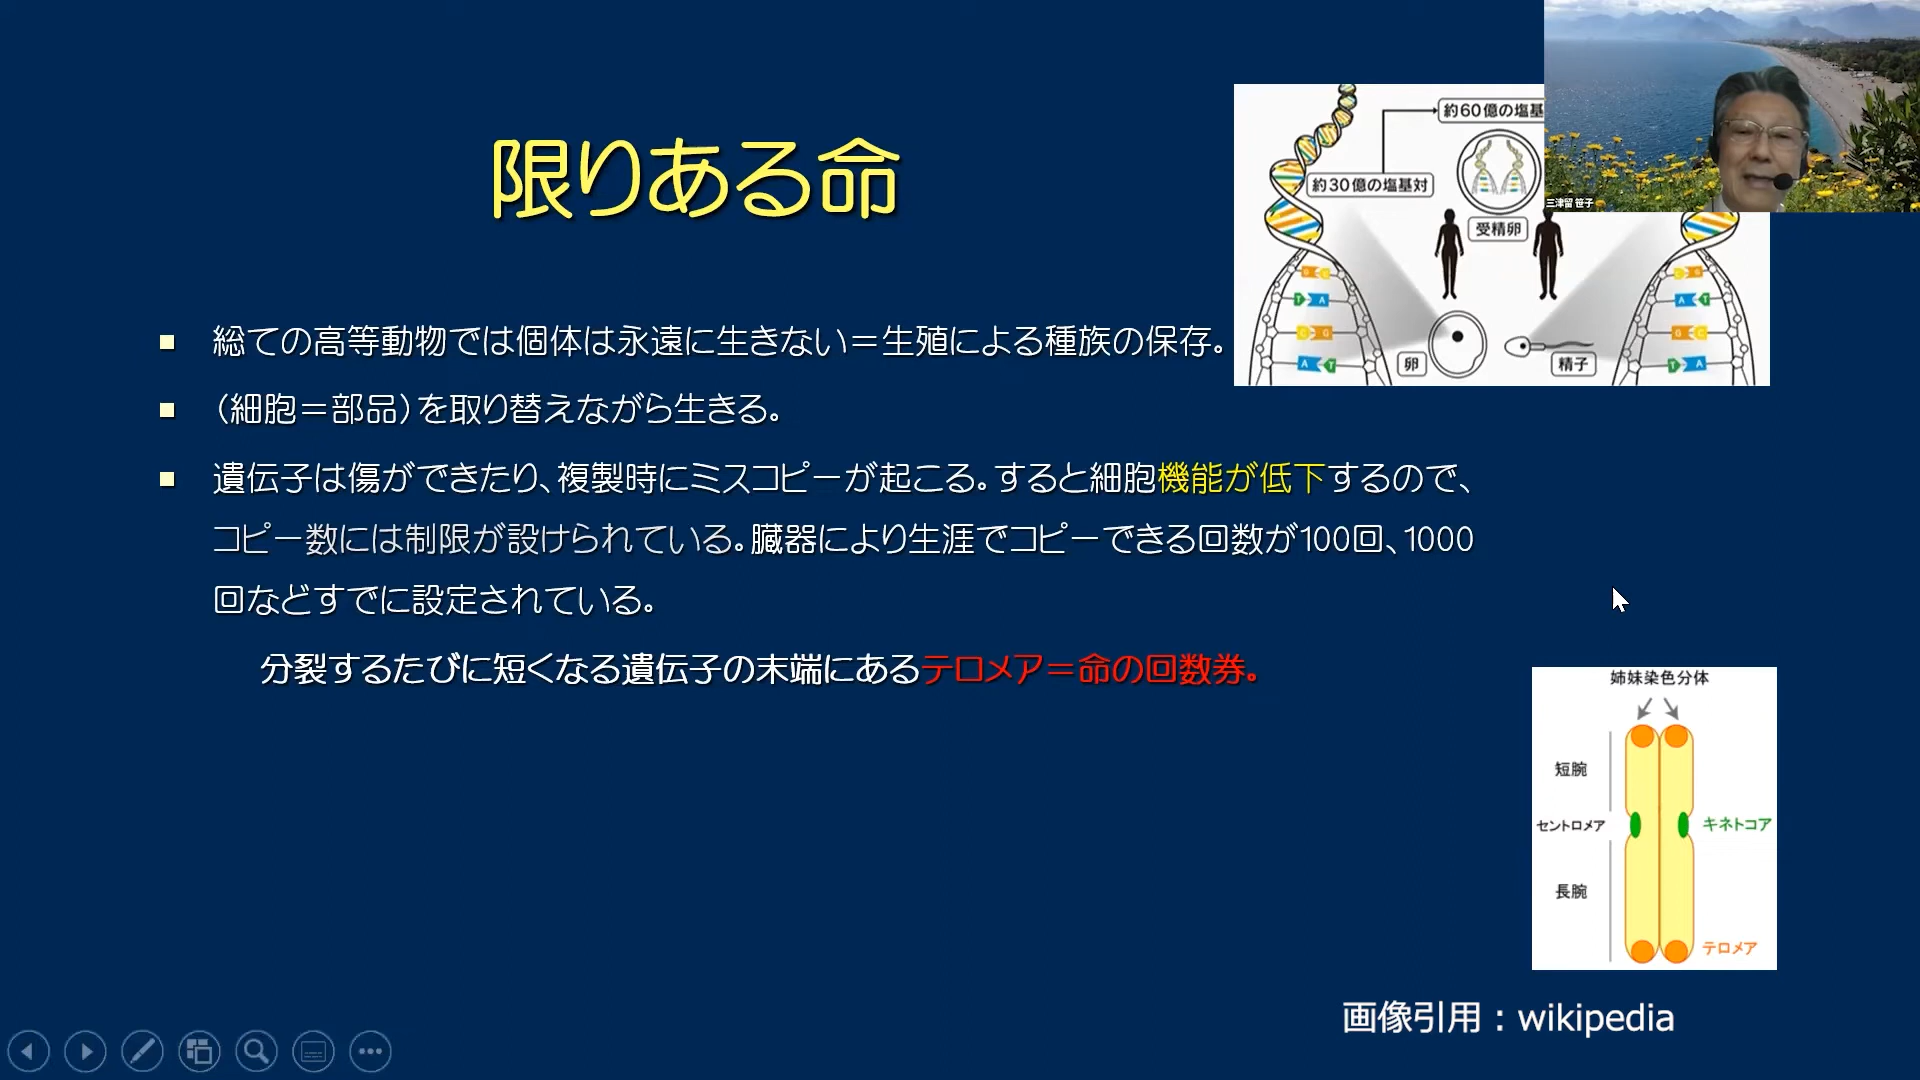 限りある命
総ての高等動物では個体は永遠に生きない＝生殖による種族の保存。
（細胞＝部品）を取り替えながら生きる。
遺伝子は傷ができたり、複製時にミスコピーが起こる。すると細胞機能が低下するので、
コピー数には制限が設けられている。臓器により生涯でコピーできる回数が100回、1000
回などすでに設定されている。
分裂するたびに短くなる遺伝子の末端にあるテロメア＝命の回数券。
約60億の塩基
約30億の塩基対
受精卵
卵
精子
G C
T A
C G
A T
C G
A T
G C
T A
三津留 笹子
姉妹染色分体
短腕
セントロメア
キネトコア
長腕
テロメア
画像引用：wikipedia